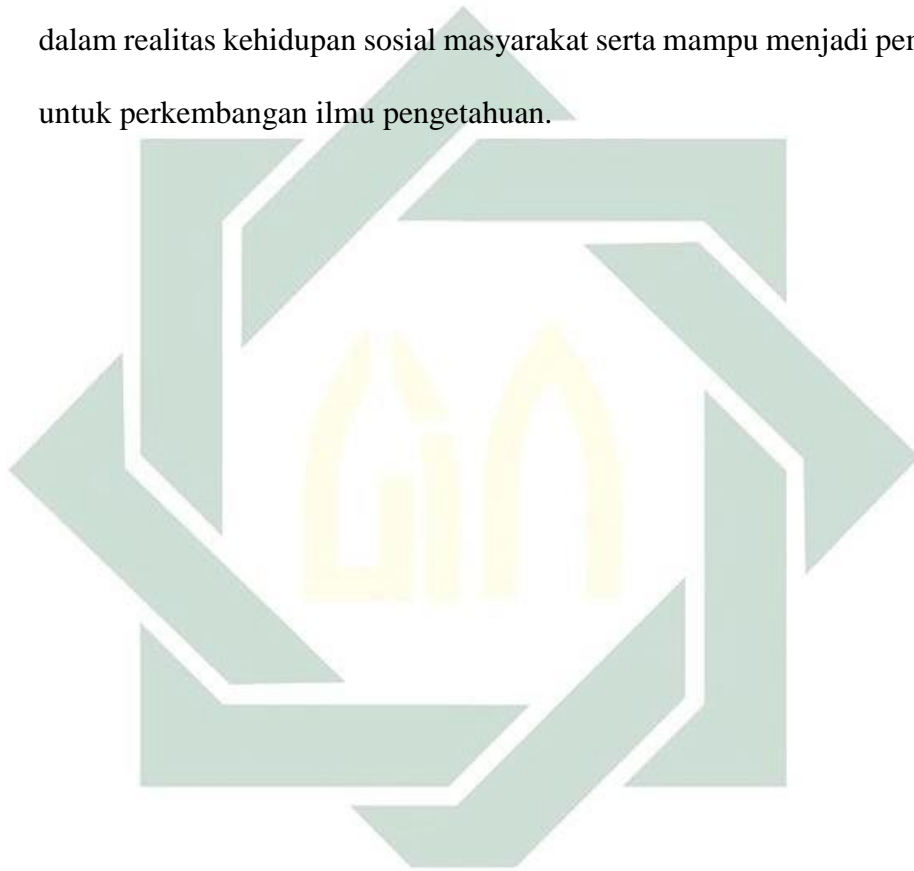 dalam realitas kehidupan sosial masyarakat serta mampu menjadi
untuk perkembangan ilmu pengetahuan.